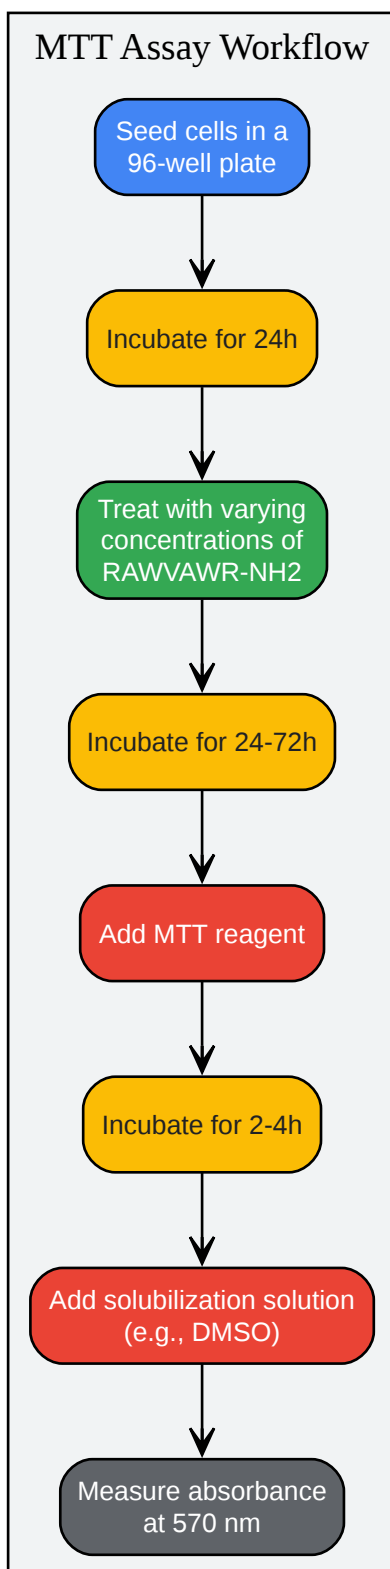 MTT Assay Workflow
Seed cells in a
96-well plate
Incubate for 24h
Treat with varying
concentrations of
RAWVAWR-NH2
Incubate for 24-72h
Add MTT reagent
Incubate for 2-4h
Add solubilization solution
(e.g., DMSO)
Measure absorbance
at 570 nm